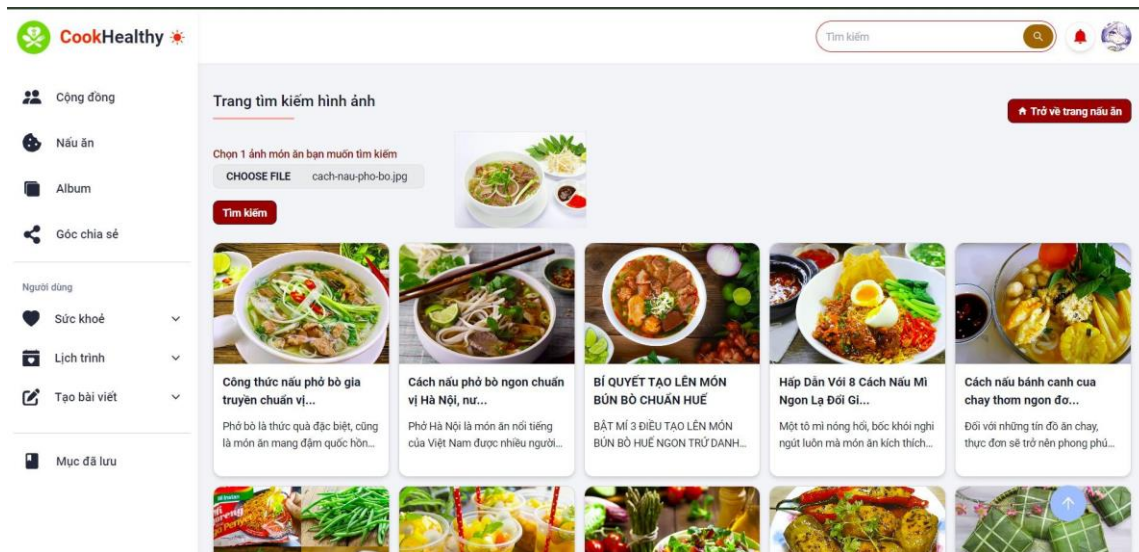 CookHealthy
Tìm kiếm
Cộng đồng
Nấu ăn
Album
Góc chia sẻ
Người dùng
Sức khoẻ
Lịch trình
Tạo bài viết
Mục đã lưu
Trang tìm kiếm hình ảnh
Trở về trang nấu ăn
Chọn 1 ảnh món ăn bạn muốn tìm kiếm
CHOOSE FILE cach-nau-pho-bo.jpg
Tìm kiếm
Công thức nấu phở bò gia
truyền chuẩn vị...
Phở bò là thức quà đặc biệt, cũng
là món ăn mang đậm quốc hồn...
Cách nấu phở bò ngon chuẩn
vị Hà Nội, nư...
Phở Hà Nội là món ăn nổi tiếng
của Việt Nam được nhiều người...
BÍ QUYẾT TẠO LÊN MÓN
BÚN BÒ CHUẨN HUẾ
BẬT MÍ 3 ĐIỀU TẠO LÊN MÓN
BÚN BÒ HUẾ NGON TRỨ DANH...
Hấp Dẫn Với 8 Cách Nấu Mì
Ngon Lạ Đổi Gi...
Một tô mì nóng hổi, bốc khói nghi
ngút luôn mà món ăn kích thích...
Cách nấu bánh canh cua
chay thơm ngon đơ...
Đối với những tín đồ ăn chay,
thực đơn sẽ trở nên phong phú...